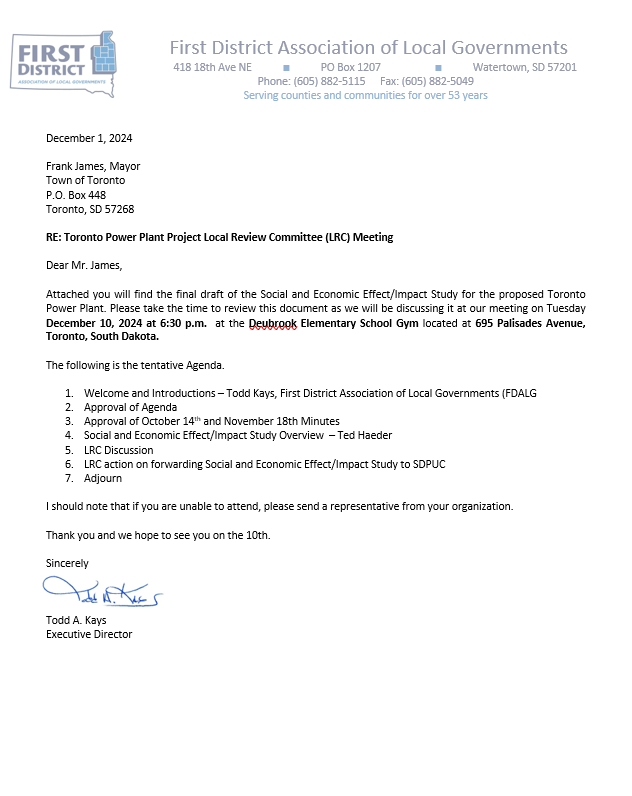 FIRST
DISTRICT
ASSOCIATION OF LOCAL GOVERNMENTS
First District Association of Local Governments
418 18th Ave NE ■ PO Box 1207 ■ Watertown, SD 57201
Phone: (605) 882-5115 Fax: (605) 882-5049
Serving counties and communities for over 53 years
December 1, 2024
Frank James, Mayor
Town of Toronto
P.O. Box 448
Toronto, SD 57268
RE: Toronto Power Plant Project Local Review Committee (LRC) Meeting
Dear Mr. James,
Attached you will find the final draft of the Social and Economic Effect/Impact Study for the proposed Toronto
Power Plant. Please take the time to review this document as we will be discussing it at our meeting on Tuesday
December 10, 2024 at 6:30 p.m. at the Deubrook Elementary School Gym located at 695 Palisades Avenue,
Toronto, South Dakota.
The following is the tentative Agenda.
1. Welcome and Introductions – Todd Kays, First District Association of Local Governments (FDALG
2. Approval of Agenda
3. Approval of October 14th and November 18th Minutes
4. Social and Economic Effect/Impact Study Overview – Ted Haeder
5. LRC Discussion
6. LRC action on forwarding Social and Economic Effect/Impact Study to SDPUC
7. Adjourn
I should note that if you are unable to attend, please send a representative from your organization.
Thank you and we hope to see you on the 10th.
Sincerely
Todd A. Kays
Todd A. Kays
Executive Director